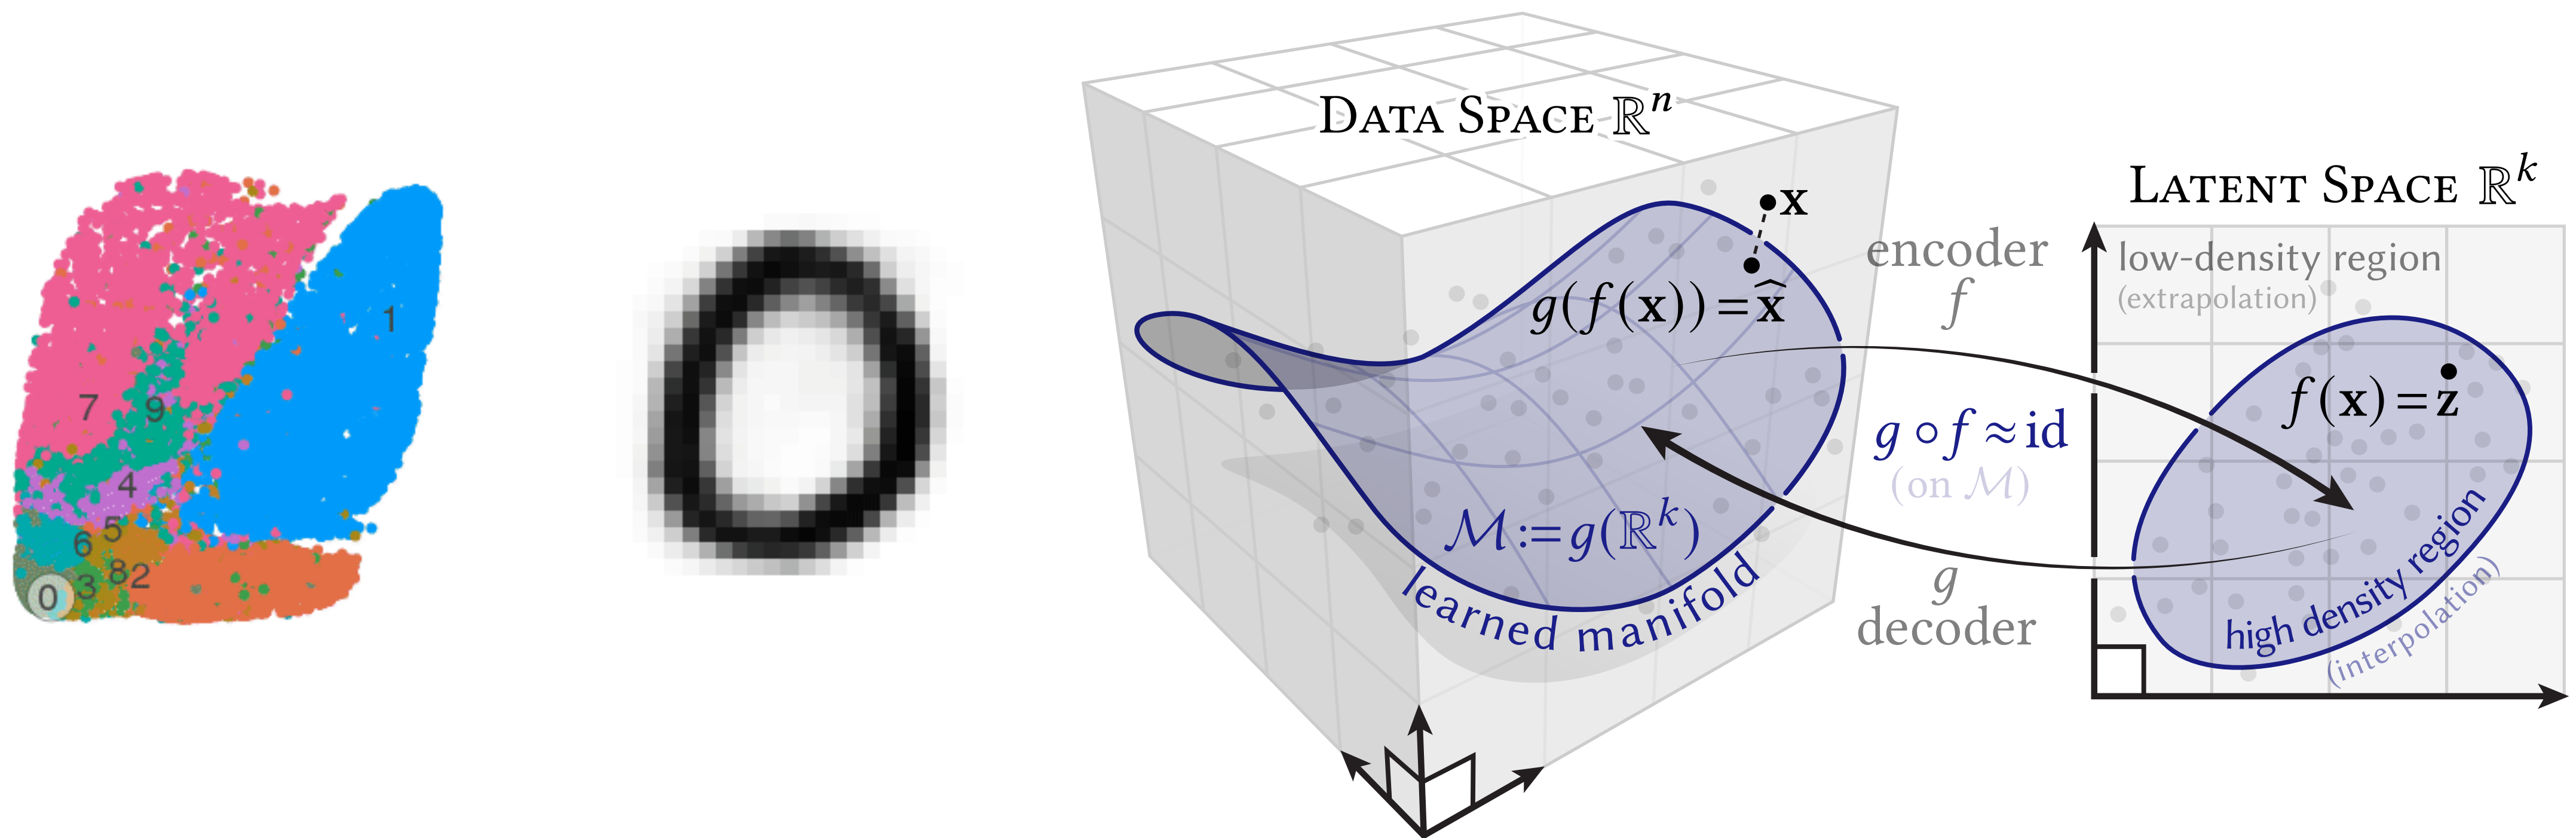 1
7
9
4
5
6
8
2
3
0
DATA SPACE ℝⁿ
x
g(f(x)) = x̂
ℳ := g(ℝᵏ)
learned manifold
encoder
f
g ∘ f ≈ id
(on ℳ)
g
decoder
LATENT SPACE ℝᵏ
low-density region
(extrapolation)
f(x) = z
high density region
(interpolation)